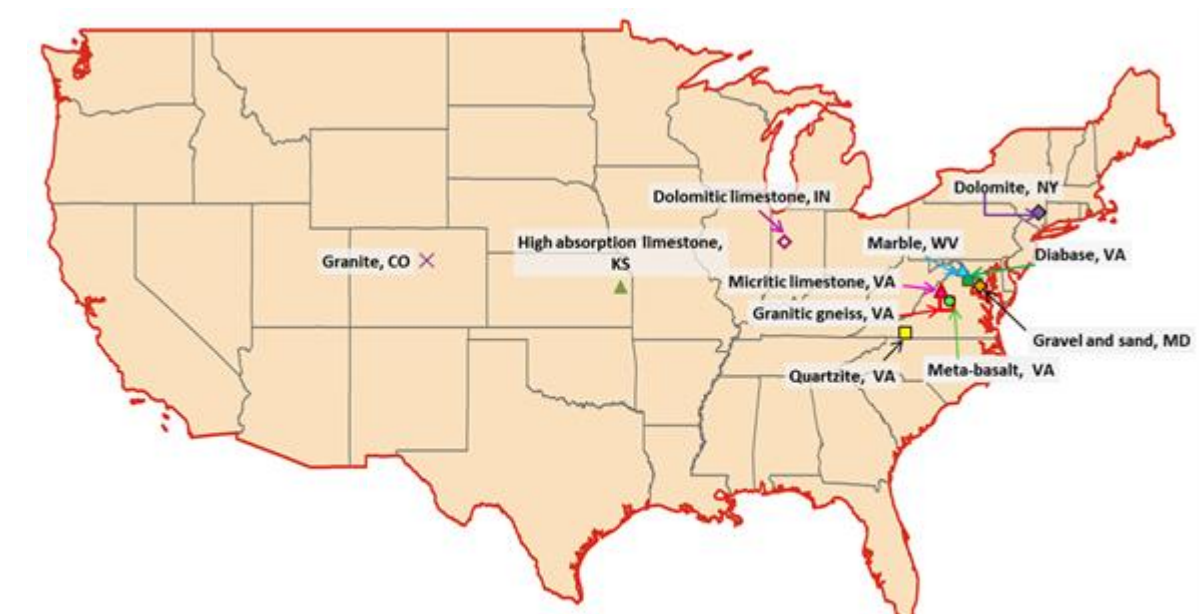 Dolomite, NY
Dolomitic limestone, IN
High absorption limestone,
KS
Marble, WV
Diabase, VA
Granite, CO
Micritic limestone, VA
Granitic gneiss, VA
Gravel and sand, MD
Quartzite, VA
Meta-basalt, VA